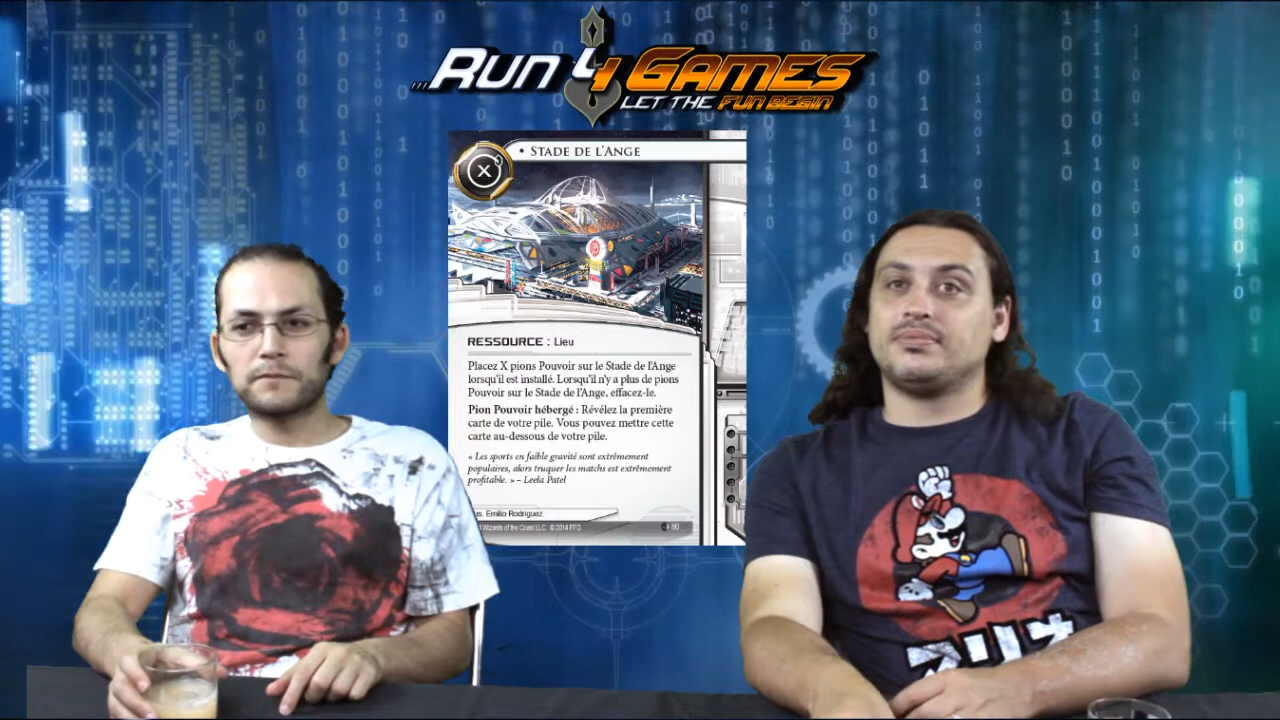 Run 4 Games
LET THE FUN BEGIN
• Stade de l'Ange
X
RESSOURCE : Lieu
Placez X pions Pouvoir sur le Stade de l'Ange
lorsqu'il est installé. Lorsqu'il n'y a plus de pions
Pouvoir sur le Stade de l'Ange, effacez-le.
Pion Pouvoir hébergé : Révélez la première
carte de votre pile. Vous pouvez mettre cette
carte au-dessous de votre pile.
« Les sports en faible gravité sont extrêmement
populaires, alors truquer les matchs est extrêmement
profitable. » – Leela Patel
us. Emilio Rodriguez
Wizards of the Coast LLC. © 2014 FFG
80
マリオ